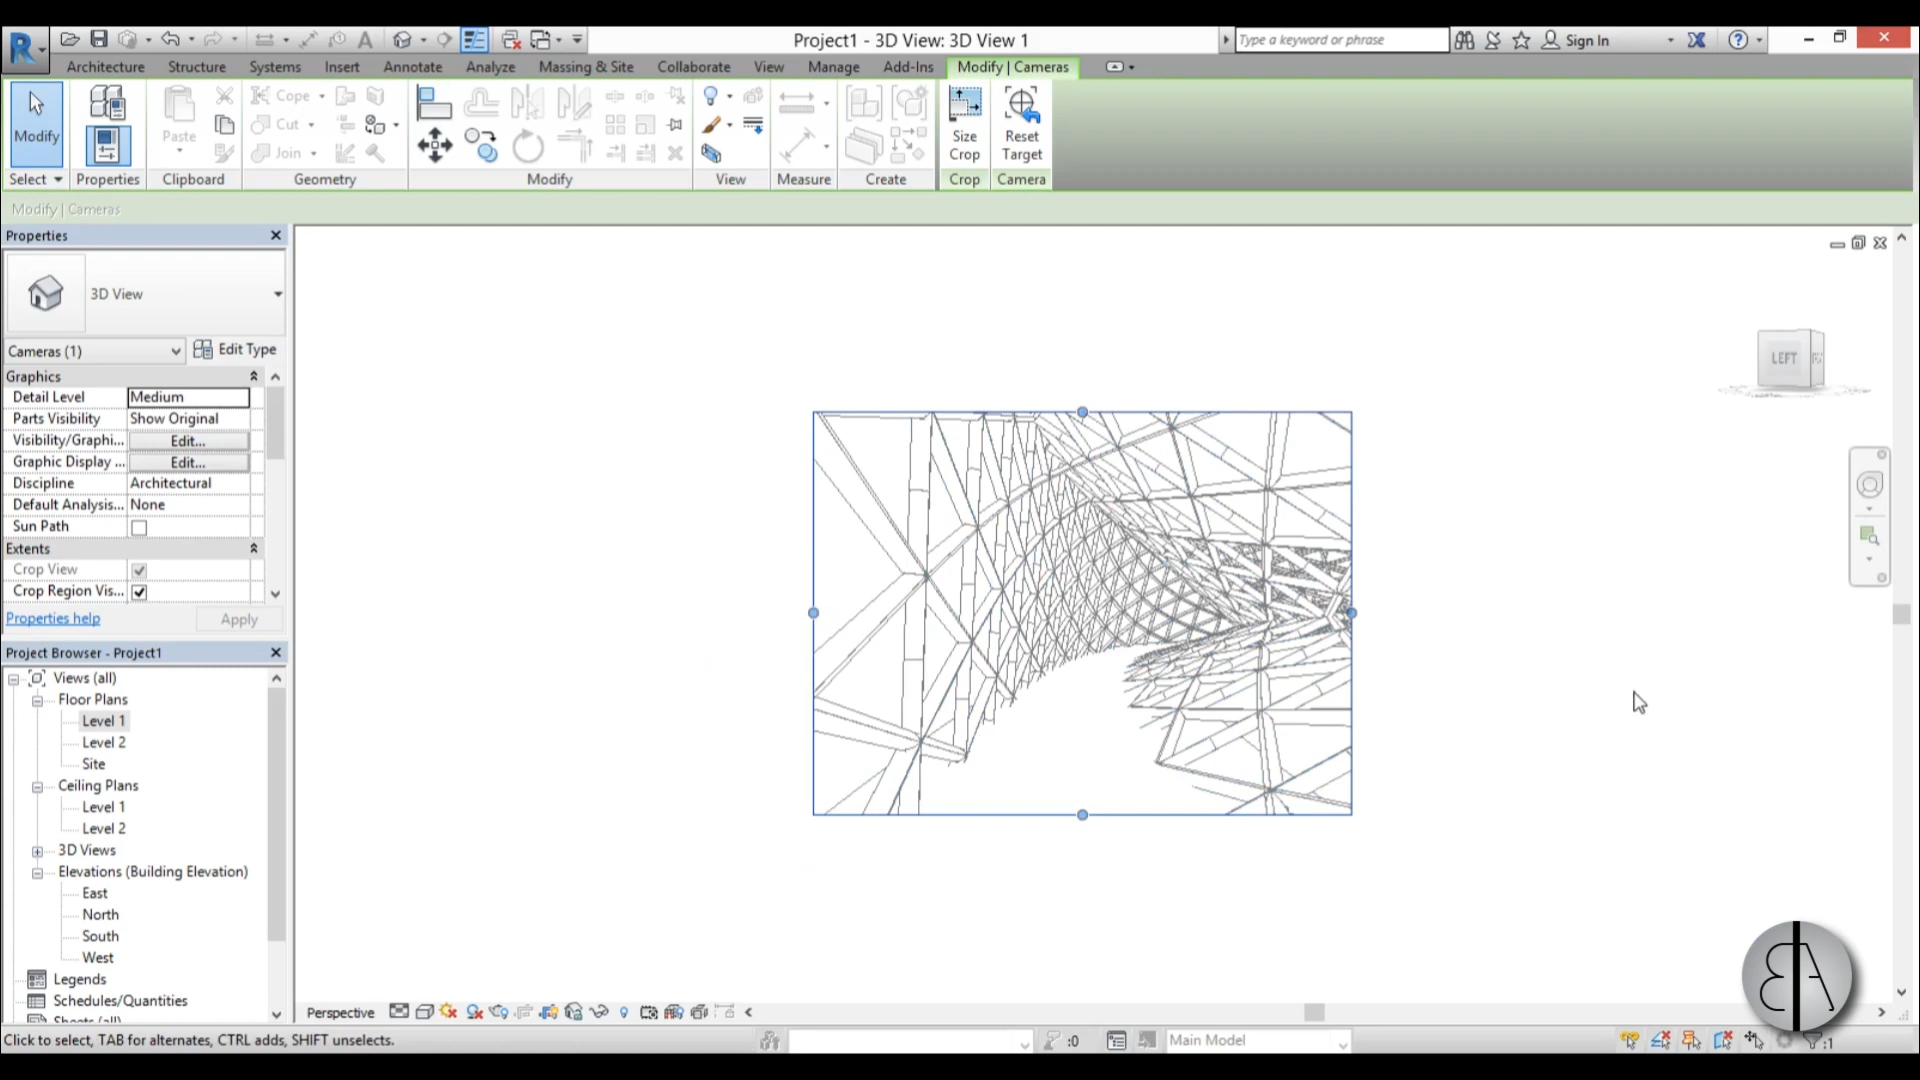 Project1 - 3D View: 3D View 1
Type a keyword or phrase
Sign In
Architecture Structure Systems Insert Annotate Analyze Massing & Site Collaborate View Manage Add-Ins Modify | Cameras
Modify
Paste
Cope
Cut
Join
Size Crop
Reset Target
Select Properties Clipboard Geometry Modify View Measure Create Crop Camera
Modify | Cameras
Properties
3D View
Cameras (1) Edit Type
Graphics
Detail Level Medium
Parts Visibility Show Original
Visibility/Graphi... Edit...
Graphic Display ... Edit...
Discipline Architectural
Default Analysis... None
Sun Path
Extents
Crop View
Crop Region Vis...
Properties help Apply
Project Browser - Project1
Views (all)
Floor Plans
Level 1
Level 2
Site
Ceiling Plans
Level 1
Level 2
3D Views
Elevations (Building Elevation)
East
North
South
West
Legends
Schedules/Quantities
Sheets (all)
LEFT
Perspective
Click to select, TAB for alternates, CTRL adds, SHIFT unselects.
:0
Main Model
:1
BA